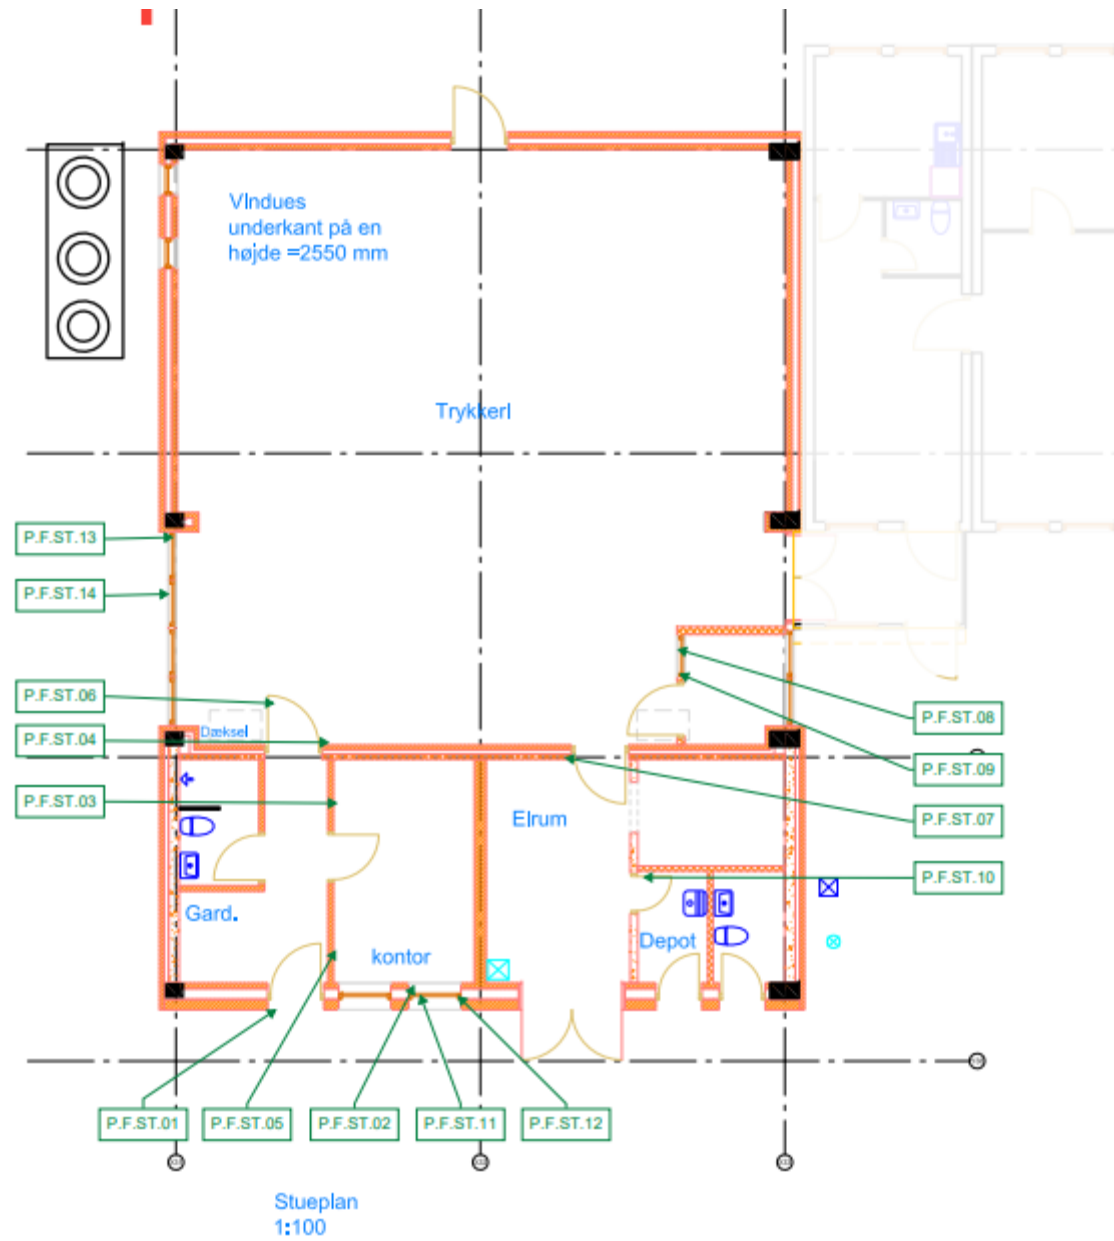 VIndues
underkant på en
højde =2550 mm
Trykkerl
P.F.ST.13
P.F.ST.14
P.F.ST.06
P.F.ST.04
Dæksel
P.F.ST.03
P.F.ST.08
P.F.ST.09
P.F.ST.07
P.F.ST.10
Elrum
Gard.
kontor
Depot
P.F.ST.01
P.F.ST.05
P.F.ST.02
P.F.ST.11
P.F.ST.12
Stueplan
1:100